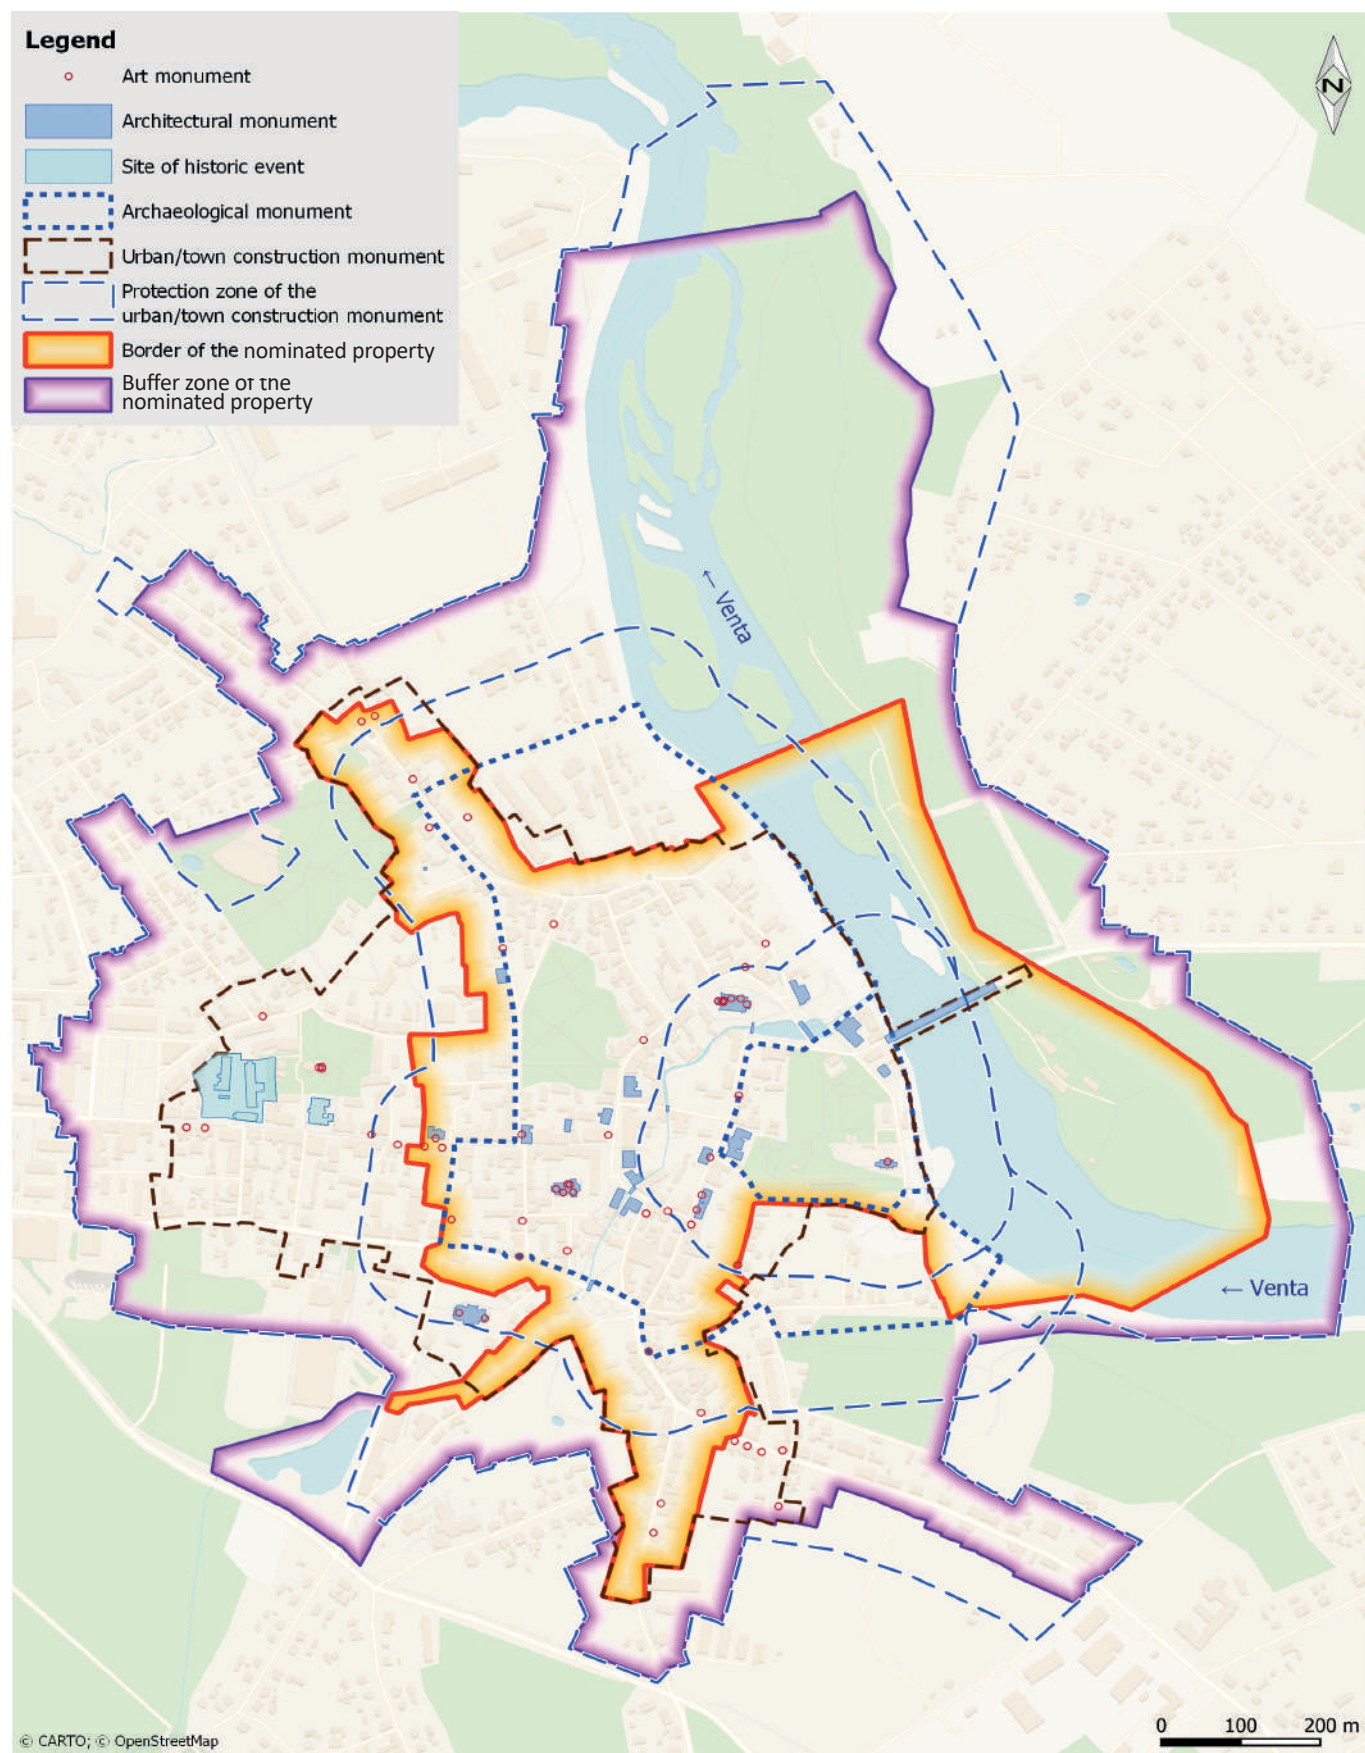 Legend
Art monument
Architectural monument
Site of historic event
Archaeological monument
Urban/town construction monument
Protection zone of the
urban/town construction monument
Border of the nominated property
Buffer zone of the
nominated property
N
← Venta
← Venta
0 100 200 m
© CARTO; © OpenStreetMap